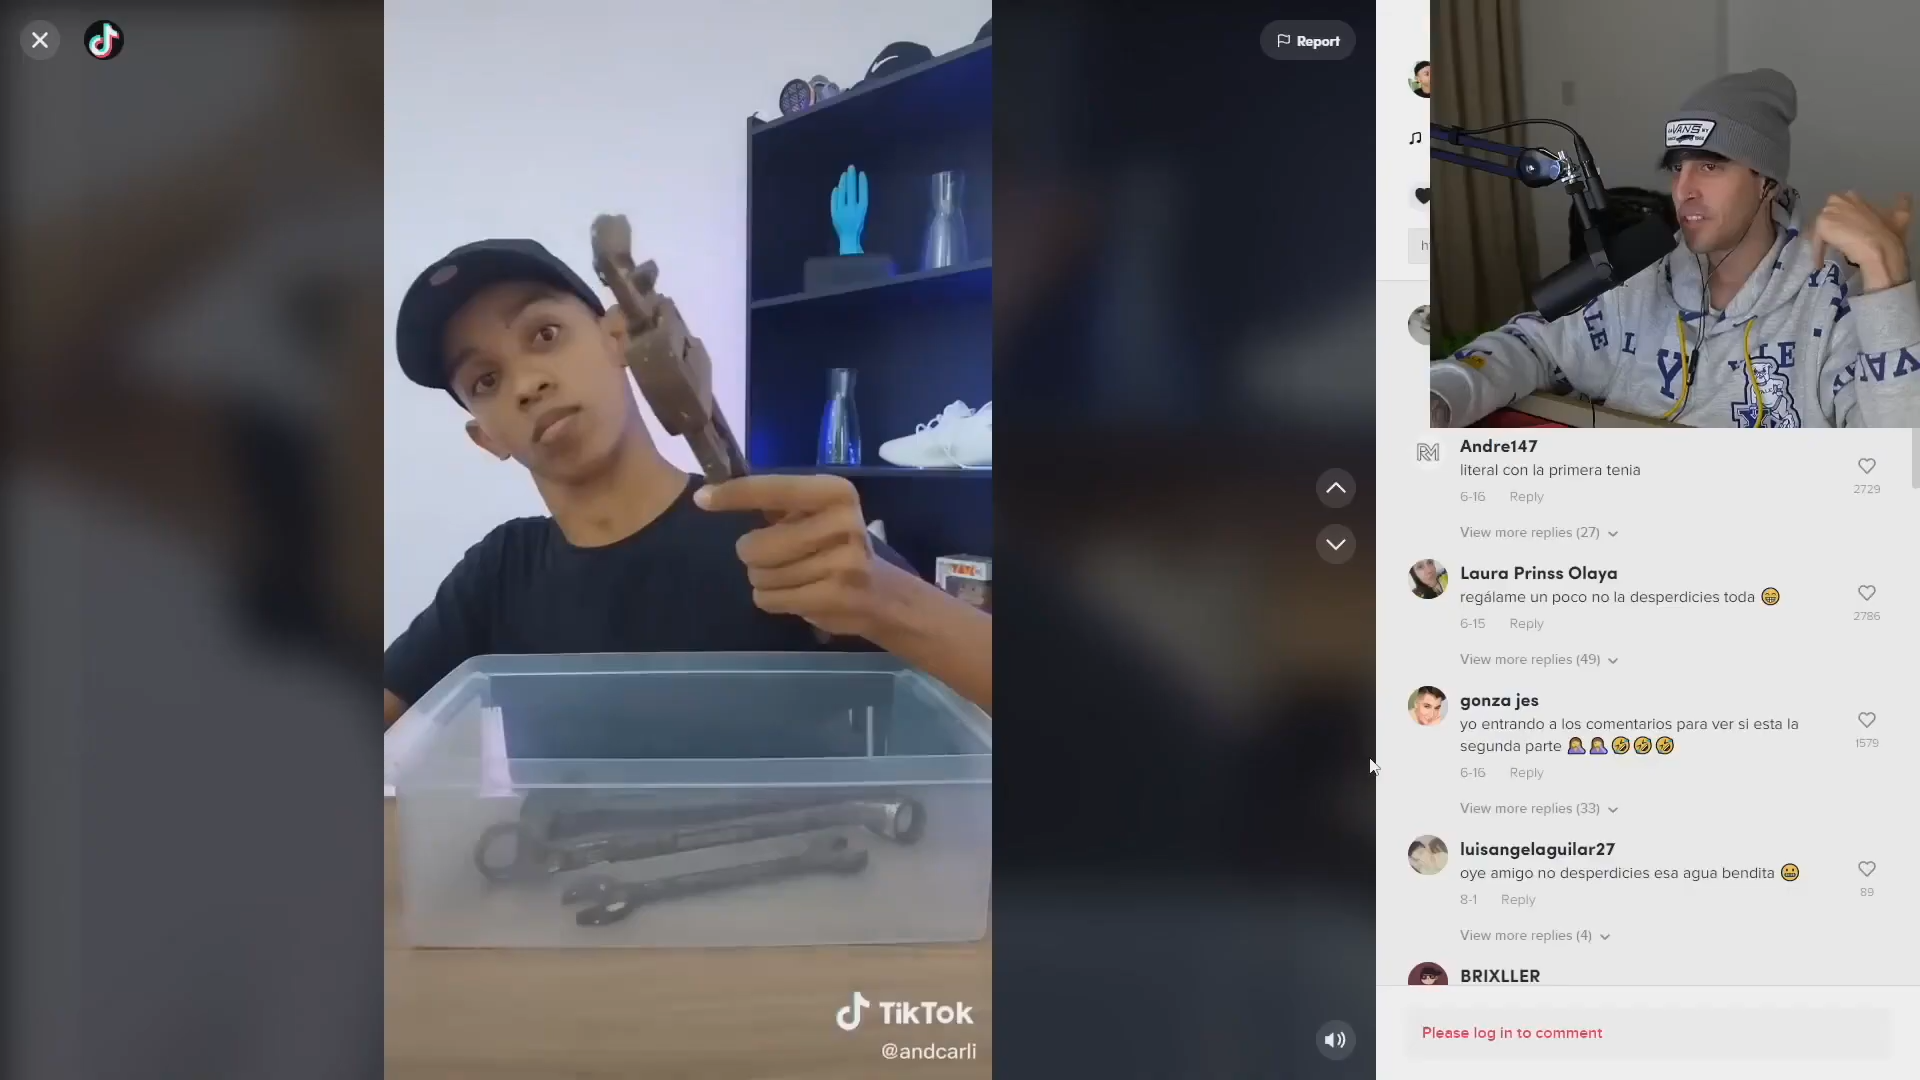 Report
VANS
YALE
Andre147
literal con la primera tenia
2729
6-16 Reply
View more replies (27)
Laura Prinss Olaya
regálame un poco no la desperdicies toda
2786
6-15 Reply
View more replies (49)
gonza jes
yo entrando a los comentarios para ver si esta la
segunda parte
1579
6-16 Reply
View more replies (33)
luisangelaguilar27
oye amigo no desperdicies esa agua bendita
89
8-1 Reply
View more replies (4)
BRIXLLER
TikTok
@andcarli
Please log in to comment